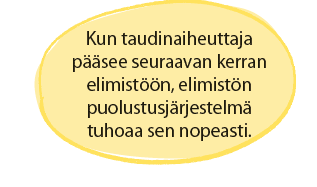 Kun taudinaiheuttaja
pääsee seuraavan kerran
elimistöön, elimistön
puolustusjärjestelmä
tuhoaa sen nopeasti.